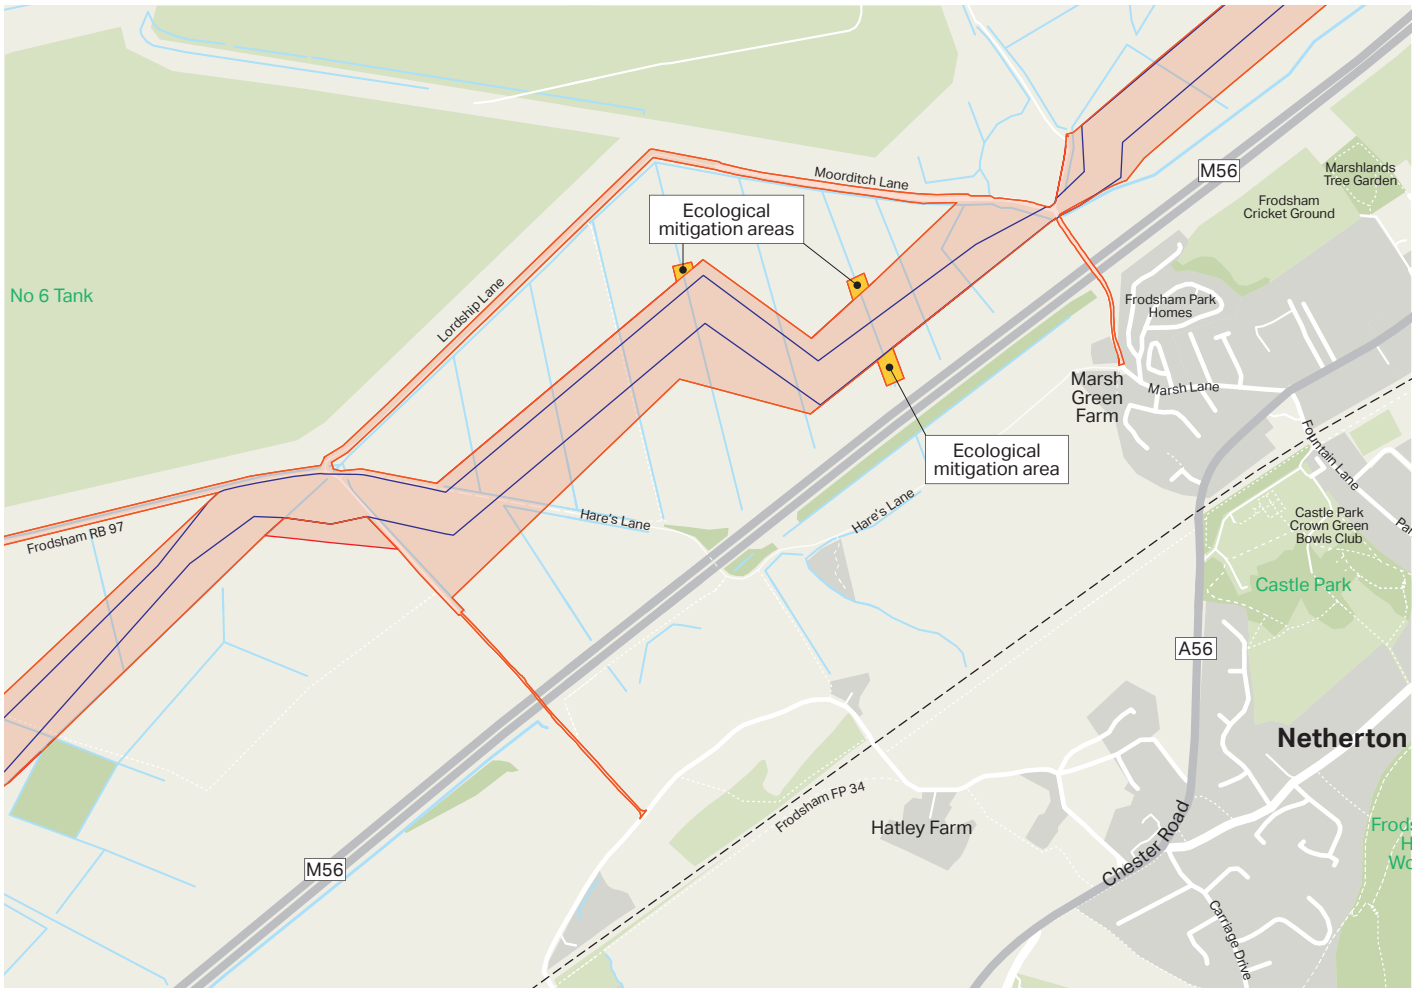 M56
Marshlands
Tree Garden
Moorditch Lane
Frodsham
Cricket Ground
Ecological
mitigation areas
No 6 Tank
Lordship Lane
Frodsham Park
Homes
Marsh
Green
Farm
Marsh Lane
Ecological
mitigation area
Fountain Lane
Hare's Lane
Hare's Lane
Castle Park
Crown Green
Bowls Club
Frodsham RB 97
Castle Park
A56
Netherton
Frodsham FP 34
Hatley Farm
Chester Road
M56
Carriage Drive